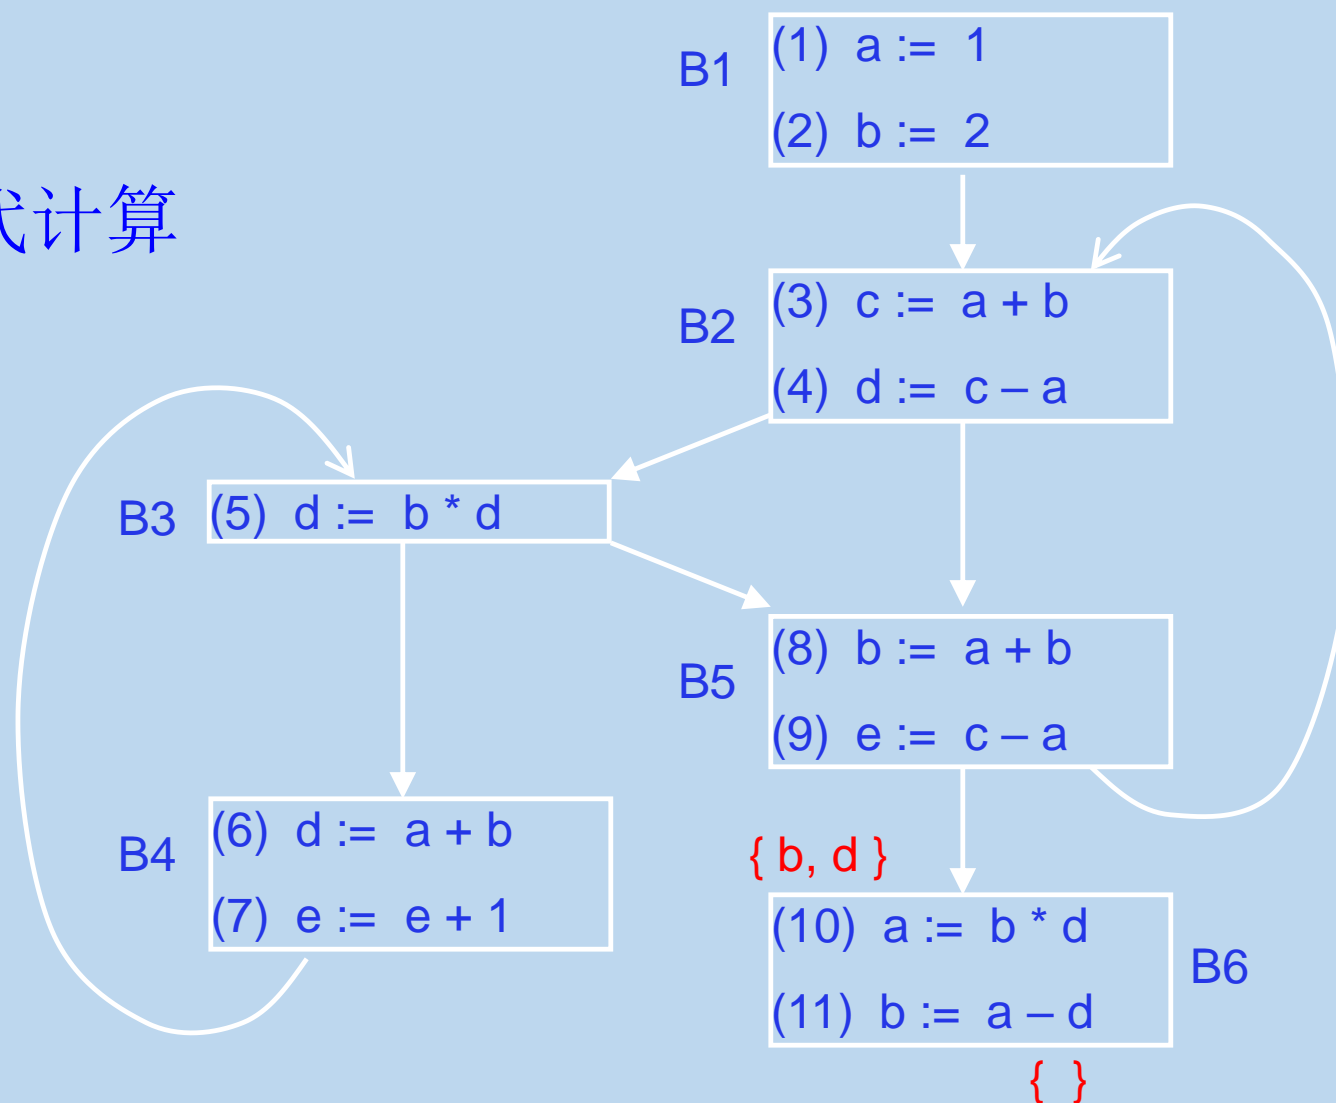 B1
(1) a := 1
(2) b := 2
计算
B2
(3) c := a + b
(4) d := c – a
B3
(5) d := b * d
B5
(8) b := a + b
(9) e := c – a
B4
(6) d := a + b
(7) e := e + 1
{ b, d }
(10) a := b * d
(11) b := a – d
B6
{ }